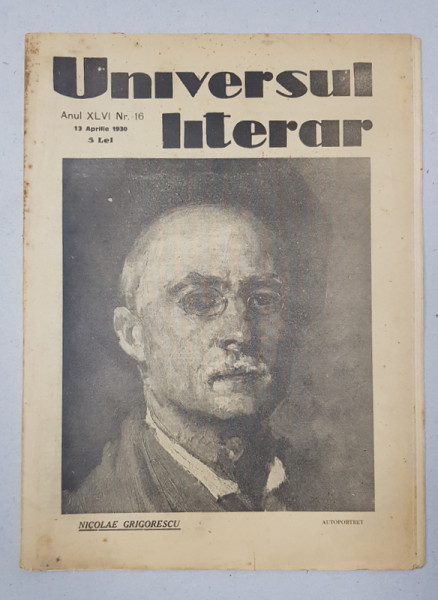 Universul
literar
Anul XLVI Nr. 16
13 Aprilie 1930
5 Lei
NICOLAE GRIGORESCU
AUTOPORTRET